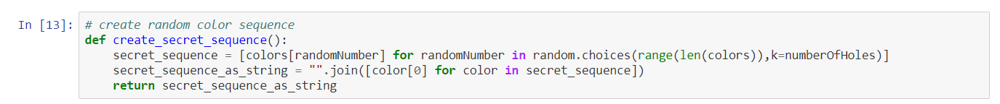 In [13]: # create random color sequence
def create_secret_sequence():
    secret_sequence = [colors[randomNumber] for randomNumber in random.choices(range(len(colors)),k=numberOfHoles)]
    secret_sequence_as_string = "".join([color[0] for color in secret_sequence])
    return secret_sequence_as_string